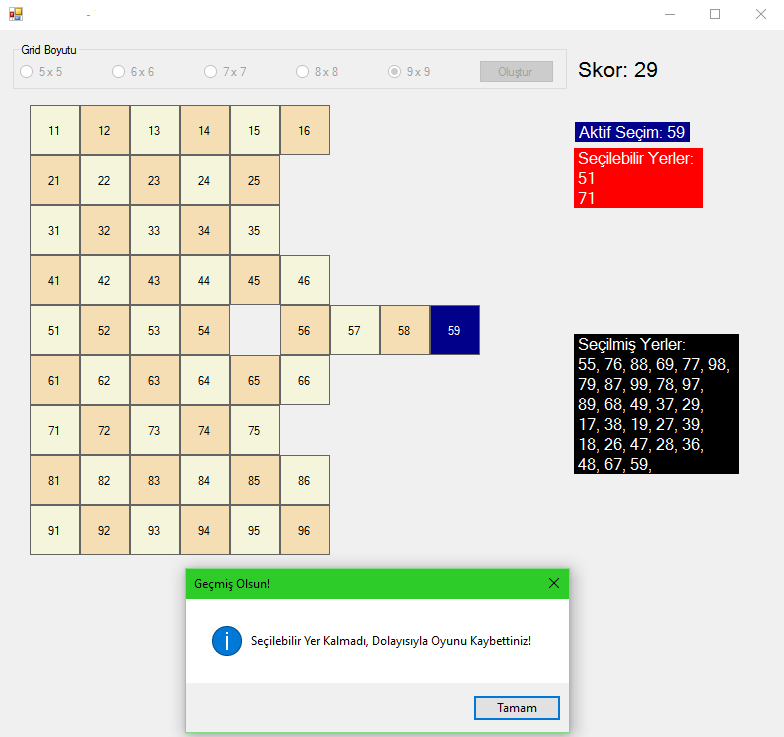 -
Grid Boyutu
5 x 5 6 x 6 7 x 7 8 x 8 9 x 9 Oluştur
Skor: 29
11 12 13 14 15 16
21 22 23 24 25
31 32 33 34 35
41 42 43 44 45 46
51 52 53 54 56 57 58 59
61 62 63 64 65 66
71 72 73 74 75
81 82 83 84 85 86
91 92 93 94 95 96
Aktif Seçim: 59
Seçilebilir Yerler:
51
71
Seçilmiş Yerler:
55, 76, 88, 69, 77, 98,
79, 87, 99, 78, 97,
89, 68, 49, 37, 29,
17, 38, 19, 27, 39,
18, 26, 47, 28, 36,
48, 67, 59,
Geçmiş Olsun!
Seçilebilir Yer Kalmadı, Dolayısıyla Oyunu Kaybettiniz!
Tamam